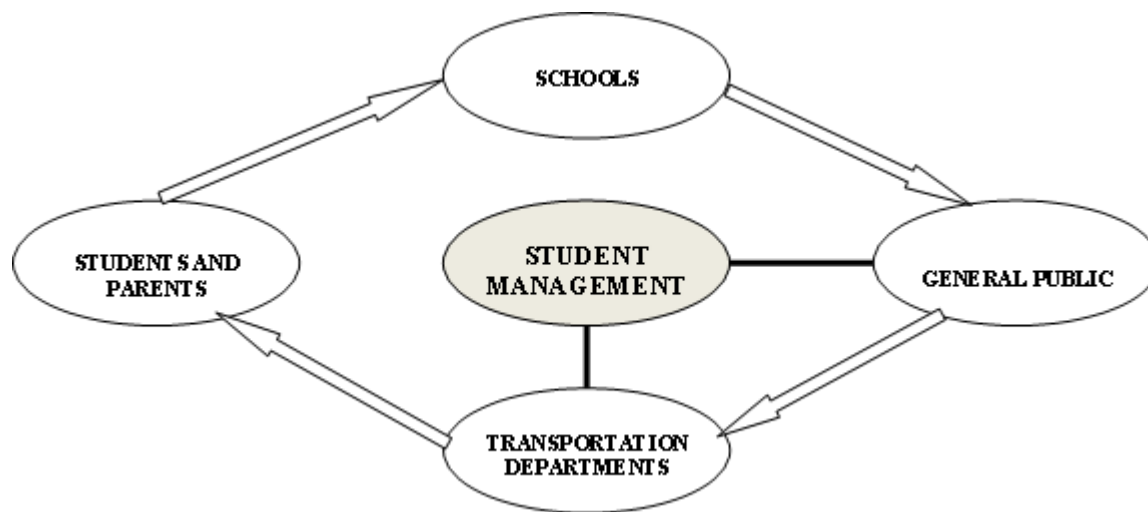 SCHOOLS
STUDENTS AND
PARENTS
STUDENT
MANAGEMENT
GENERAL PUBLIC
TRANSPORTATION
DEPARTMENTS